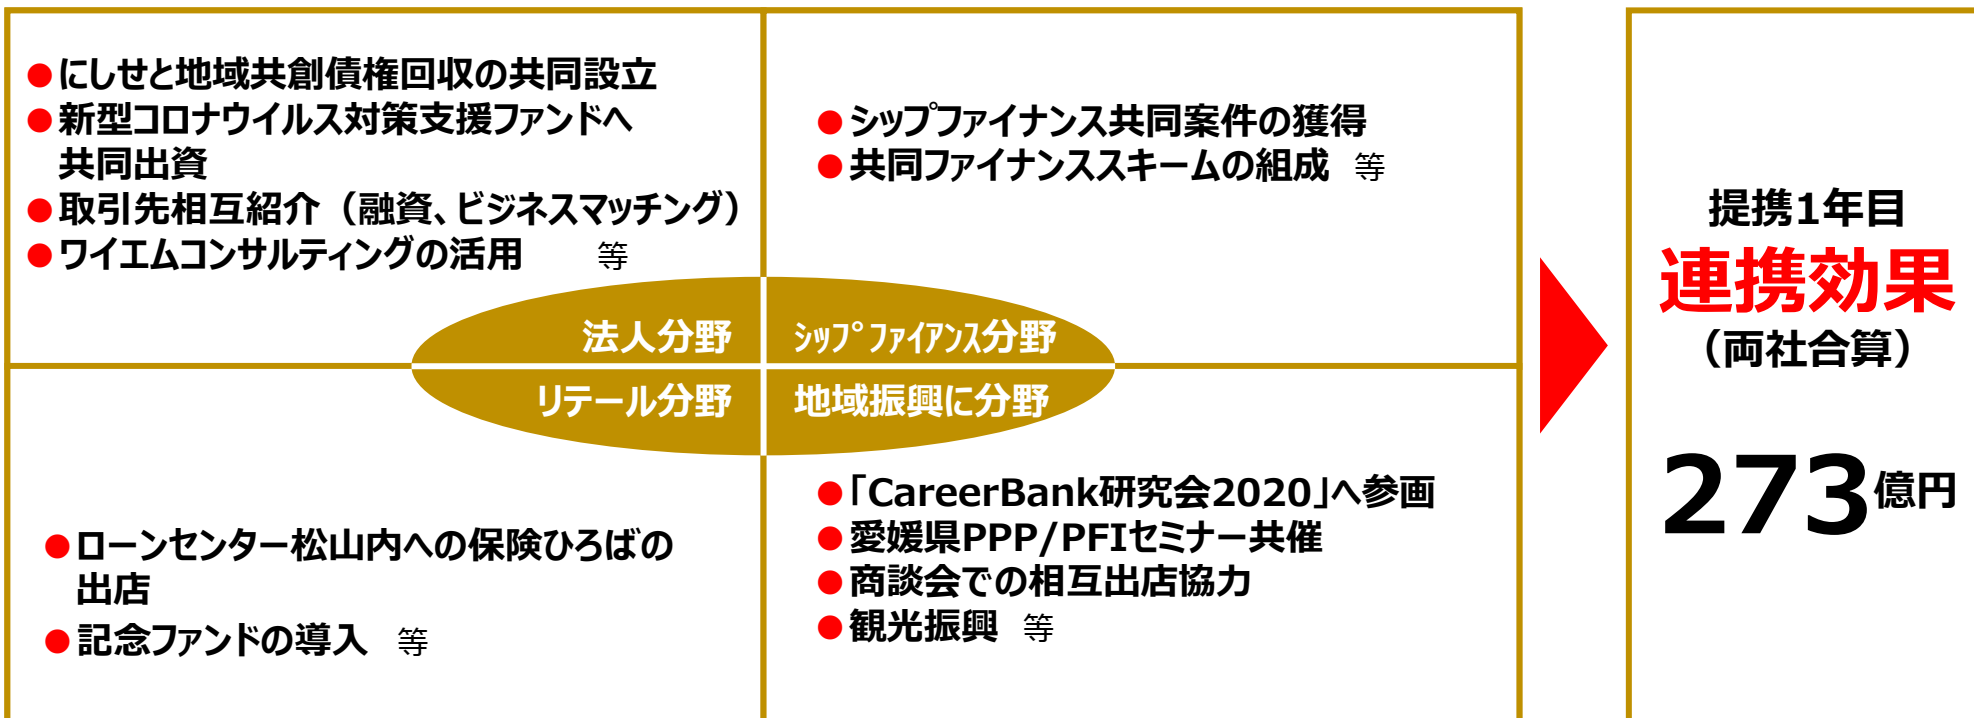 ●にしせと地域共創債権回収の共同設立
●新型コロナウイルス対策支援ファンドへ
共同出資
●取引先相互紹介（融資、ビジネスマッチング）
●ワイエムコンサルティングの活用　等
●シップファイナンス共同案件の獲得
●共同ファイナンススキームの組成　等
法人分野
ｼｯﾌﾟﾌｧｲｱﾝｽ分野
リテール分野
地域振興に分野
●ローンセンター松山内への保険ひろばの
出店
●記念ファンドの導入　等
●「CareerBank研究会2020」へ参画
●愛媛県PPP/PFIセミナー共催
●商談会での相互出店協力
●観光振興　等
提携1年目
連携効果
（両社合算）
273億円